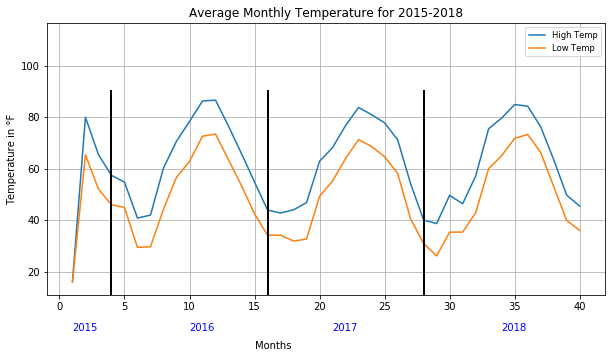 Average Monthly Temperature for 2015-2018
High Temp
Low Temp
Temperature in °F
100
80
60
40
20
0 5 10 15 20 25 30 35 40
2015 2016 2017 2018
Months